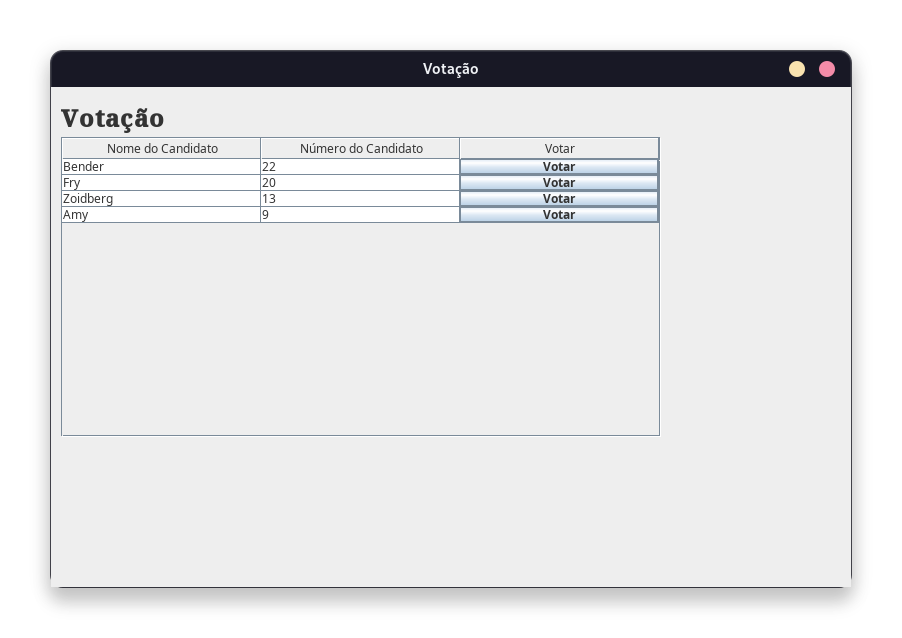 Votação
Votação
Nome do Candidato Número do Candidato Votar
Bender 22 Votar
Fry 20 Votar
Zoidberg 13 Votar
Amy 9 Votar